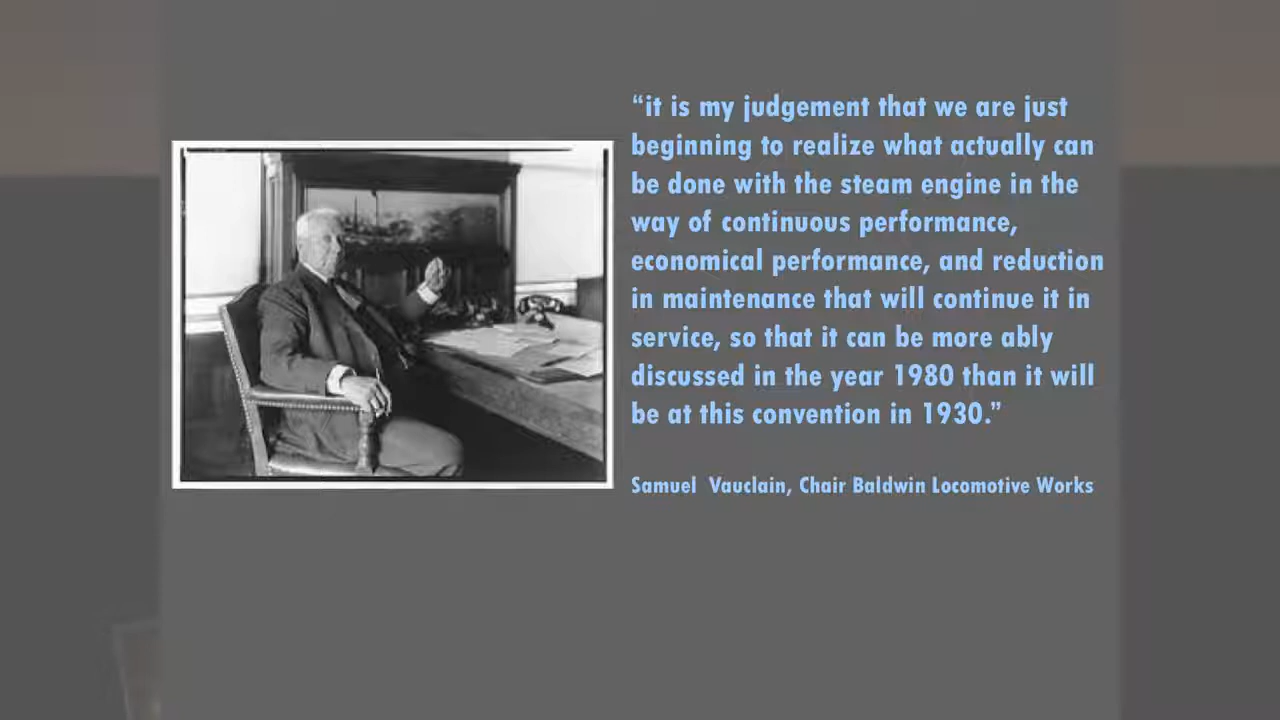 “it is my judgement that we are just
beginning to realize what actually can
be done with the steam engine in the
way of continuous performance,
economical performance, and reduction
in maintenance that will continue it in
service, so that it can be more ably
discussed in the year 1980 than it will
be at this convention in 1930.”
Samuel  Vauclain, Chair Baldwin Locomotive Works